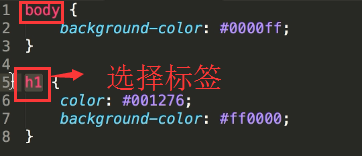 1 body {
2 background-color: #0000ff;
3 }
4
5 h1 { 选择标签
6 color: #001276;
7 background-color: #ff0000;
8 }